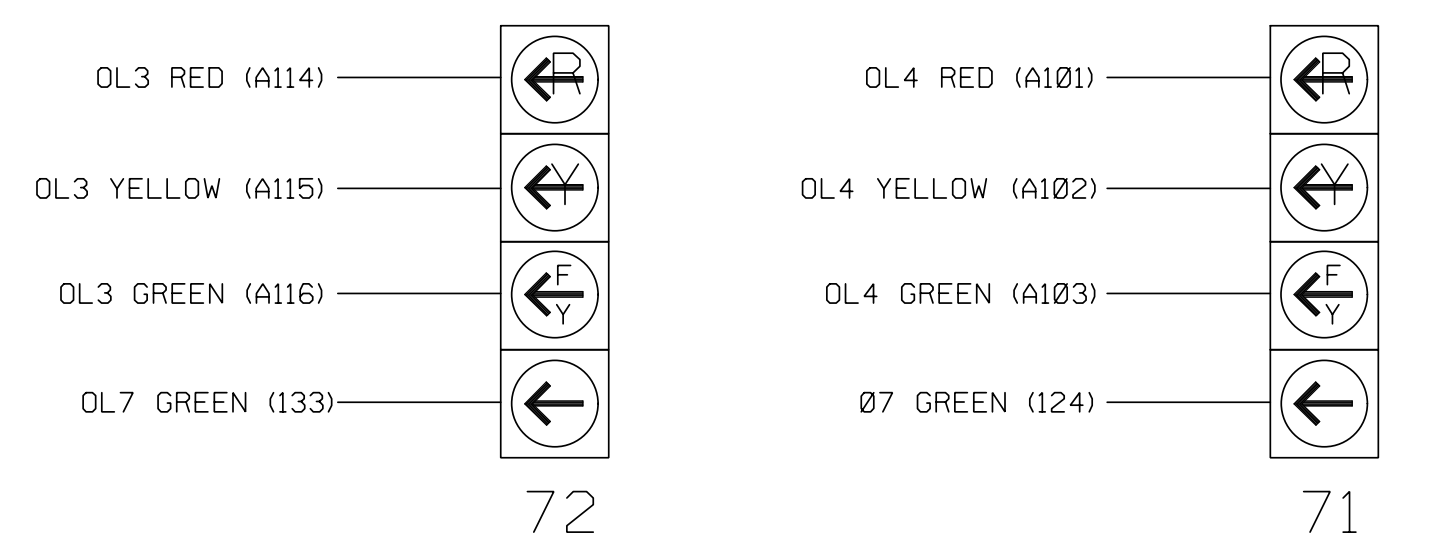 OL3 RED (A114)
R
OL3 YELLOW (A115)
Y
OL3 GREEN (A116)
F
Y
OL7 GREEN (133)
72
OL4 RED (A1Ø1)
R
OL4 YELLOW (A1Ø2)
Y
OL4 GREEN (A1Ø3)
F
Y
Ø7 GREEN (124)
71